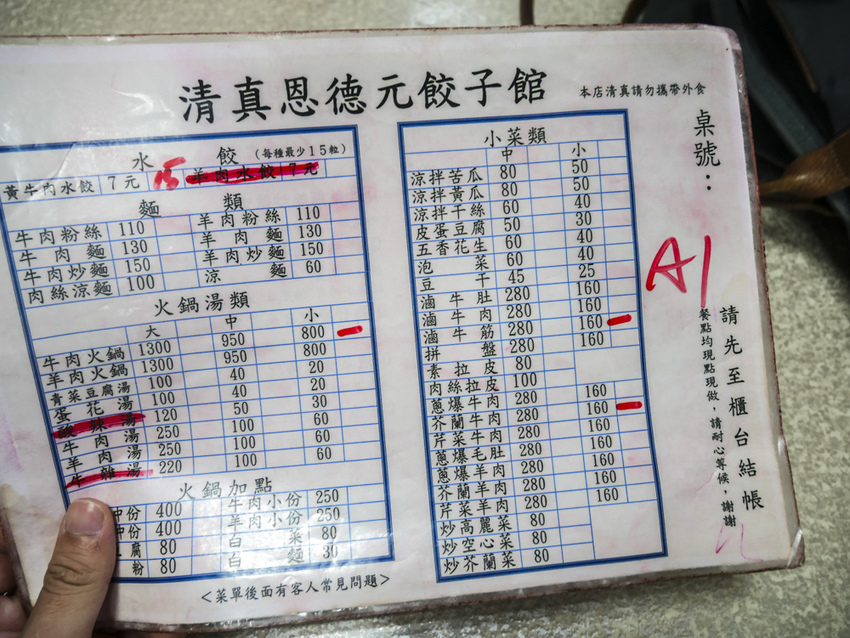 清真恩德元餃子館
本店清真請勿攜帶外食
水餃 (每種最少15粒)
黃牛肉水餃 7元 15 羊肉水餃 7元
麵類
牛肉粉絲 110 羊肉粉絲 110
牛肉麵 130 羊肉麵 130
牛肉炒麵 150 羊肉炒麵 150
肉絲涼麵 100 涼麵 60
火鍋湯類
大 中 小
牛肉火鍋 1300 950 800
羊肉火鍋 1300 950 800
青菜豆腐湯 100 40 20
蛋花湯 100 40 20
酸辣湯 120 50 30
牛肉湯 250 100 60
羊肉湯 250 100 60
牛雜湯 220 100 60
火鍋加點
中份 400 牛肉小份 250
中份 400 羊肉小份 250
腐 80 白菜 80
粉 80 白麵 30
<菜單後面有客人常見問題>
小菜類
中 小
涼拌苦瓜 80 50
涼拌黃瓜 80 50
涼拌干絲 60 40
皮蛋豆腐 50 30
五香花生 60 40
泡菜 60 40
豆干 45 25
滷牛肚 280 160
滷牛肉 280 160
滷牛筋 280 160
拼盤 280 160
素拉皮 80
肉絲拉皮 100
蔥爆牛肉 280 160
芥蘭牛肉 280 160
芹菜牛肉 280 160
蔥爆毛肚 280 160
蔥爆羊肉 280 160
芥蘭羊肉 280 160
芹菜羊肉 280 160
炒高麗菜 80
炒空心菜 80
炒芥蘭菜 80
桌號：
A1
請先至櫃台結帳
餐點均現點現做，請耐心等候，謝謝